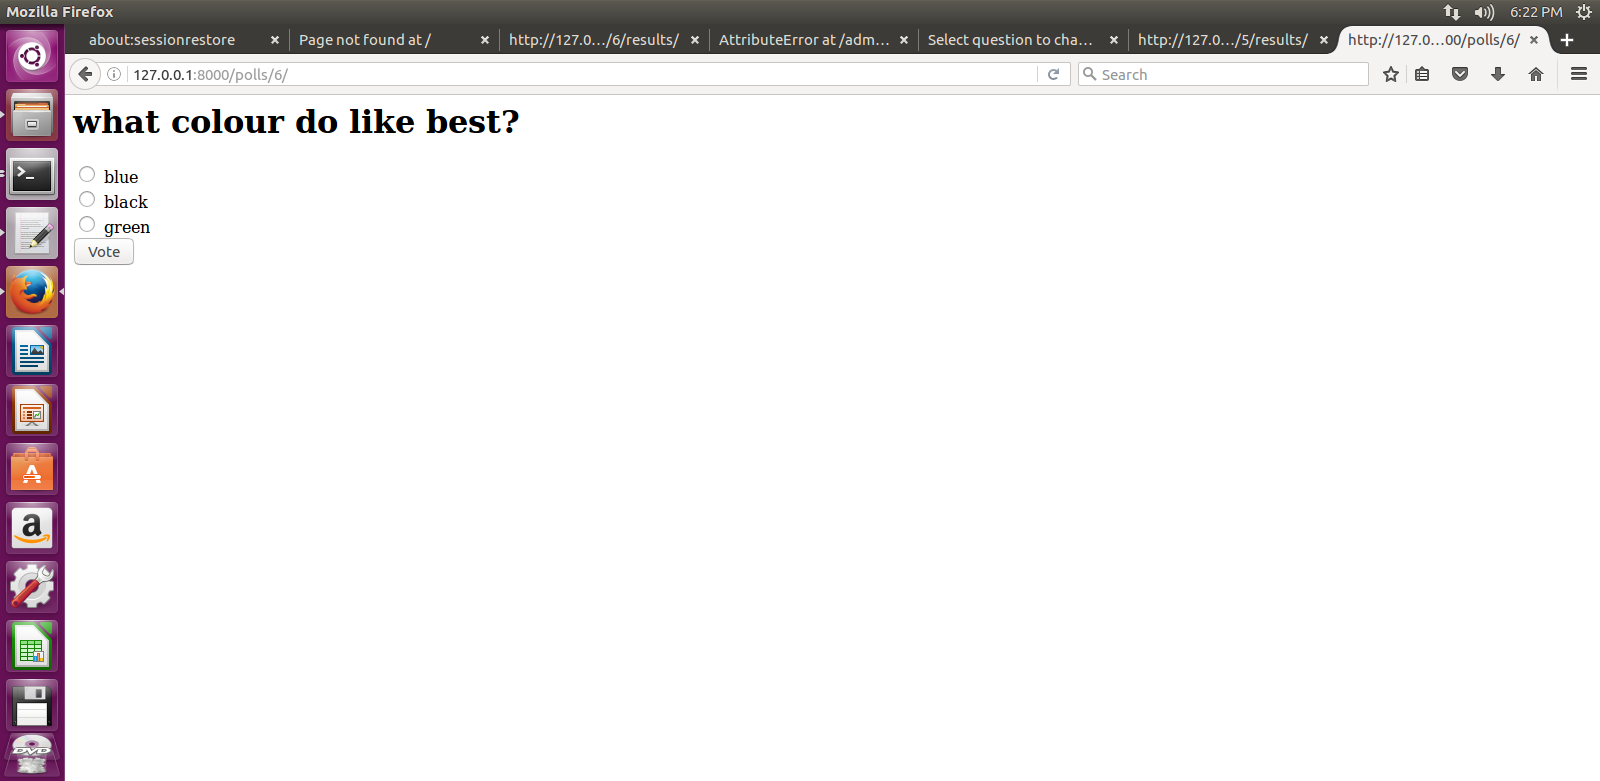 Mozilla Firefox
6:22 PM
about:sessionrestore
Page not found at /
http://127.0.../6/results/
AttributeError at /adm...
Select question to cha...
http://127.0.../5/results/
http://127.0...00/polls/6/
127.0.0.1:8000/polls/6/
Search
what colour do like best?
blue
black
green
Vote
DVD